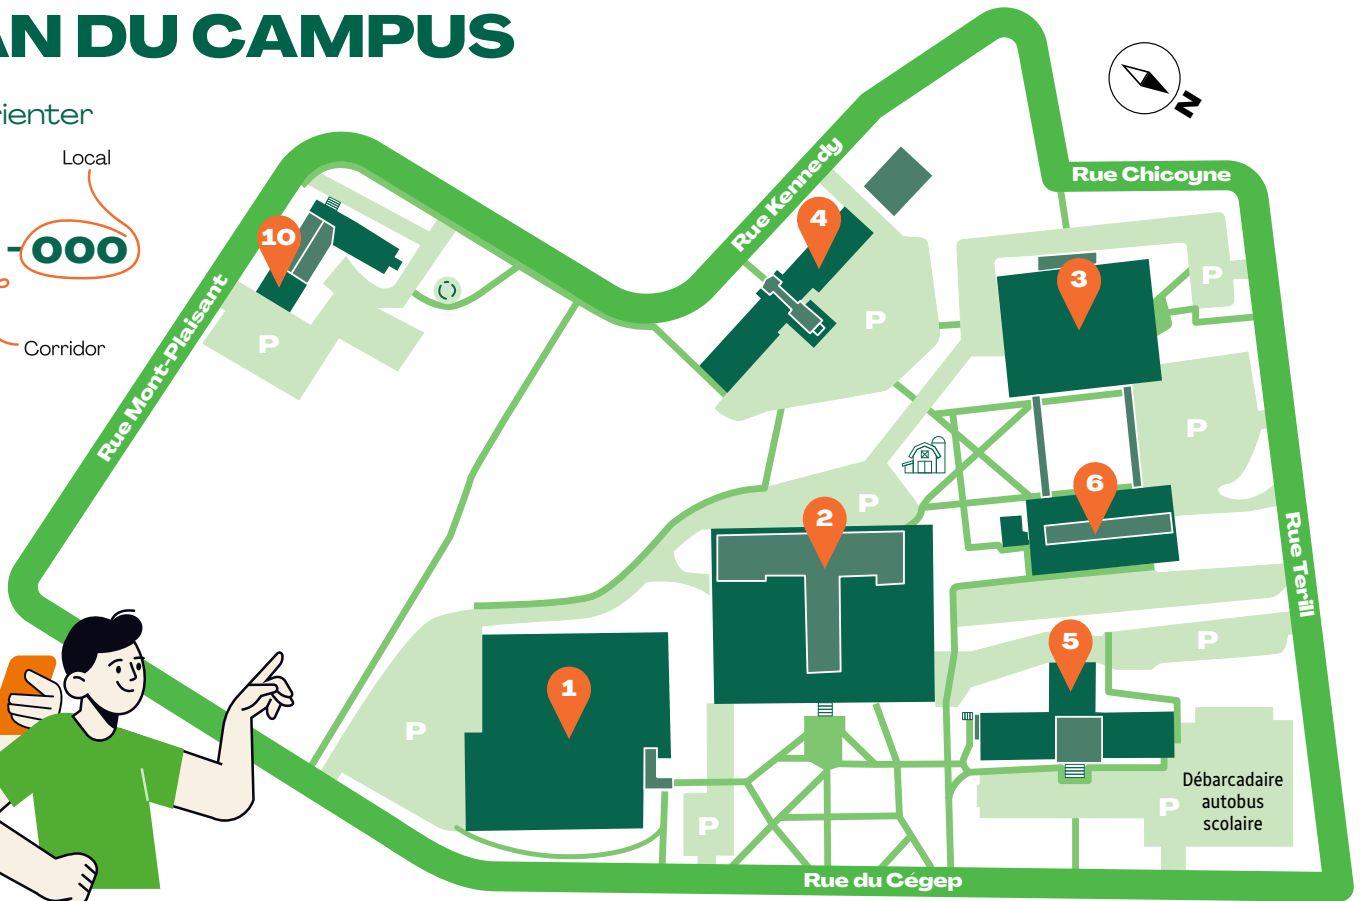 AN DU CAMPUS
rienter
Local
-000
Corridor
N
Rue Chicoyne
Rue Kennedy
Rue Mont-Plaisant
Rue Terill
Rue du Cégep
10
4
3
6
2
5
1
P
P
P
P
P
P
P
P
P
Débarcadaire
autobus
scolaire